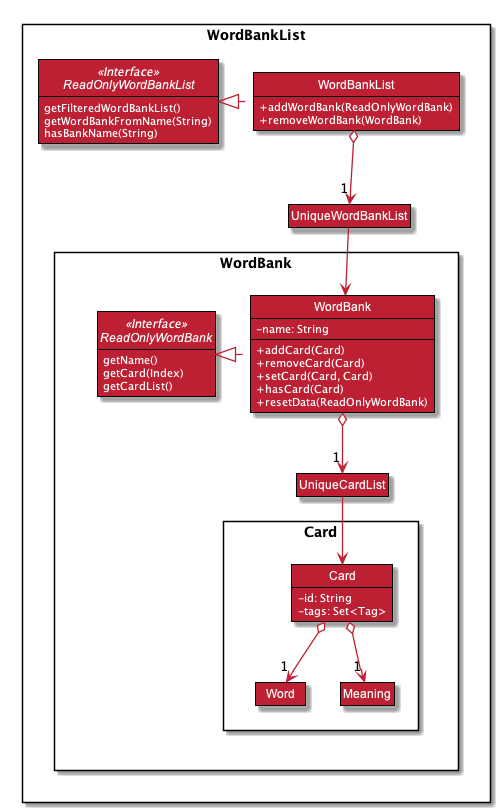 WordBankList
«Interface»
ReadOnlyWordBankList
getFilteredWordBankList()
getWordBankFromName(String)
hasBankName(String)
WordBankList
+addWordBank(ReadOnlyWordBank)
+removeWordBank(WordBank)
1
UniqueWordBankList
WordBank
«Interface»
ReadOnlyWordBank
getName()
getCard(Index)
getCardList()
WordBank
-name: String
+addCard(Card)
+removeCard(Card)
+setCard(Card, Card)
+hasCard(Card)
+resetData(ReadOnlyWordBank)
1
UniqueCardList
Card
Card
-id: String
-tags: Set<Tag>
1
1
Word
Meaning